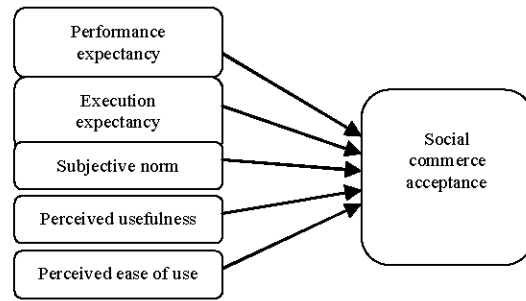 Performance
expectancy
Execution
expectancy
Subjective norm
Perceived usefulness
Perceived ease of use
Social
commerce
acceptance